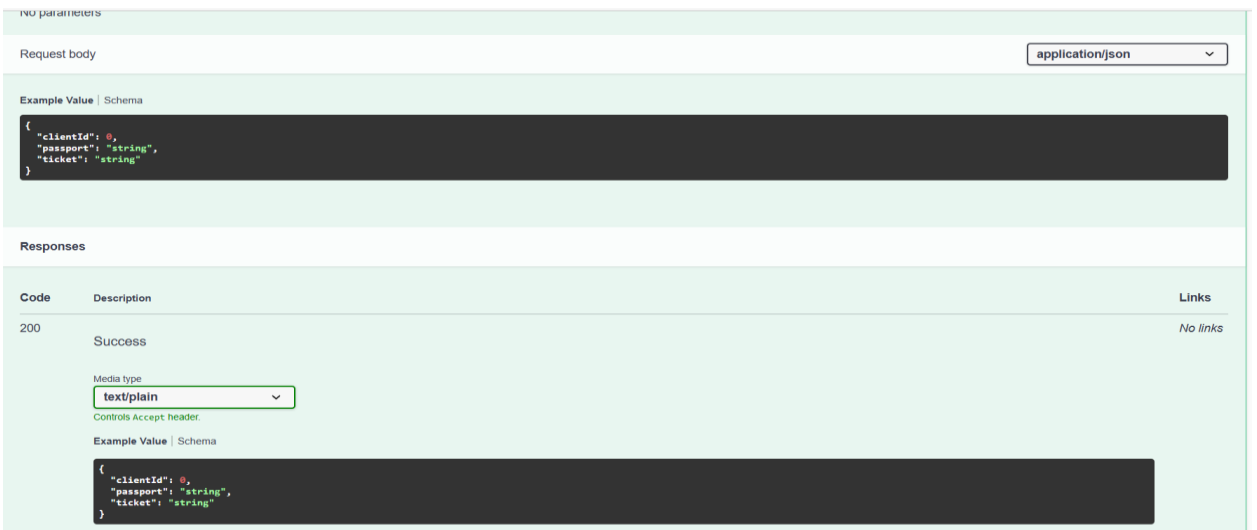 No parameters
Request body
application/json
Example Value | Schema
{
  "clientId": 0,
  "passport": "string",
  "ticket": "string"
}
Responses
Code Description Links
200 Success No links
Media type
text/plain
Controls Accept header.
Example Value | Schema
{
  "clientId": 0,
  "passport": "string",
  "ticket": "string"
}